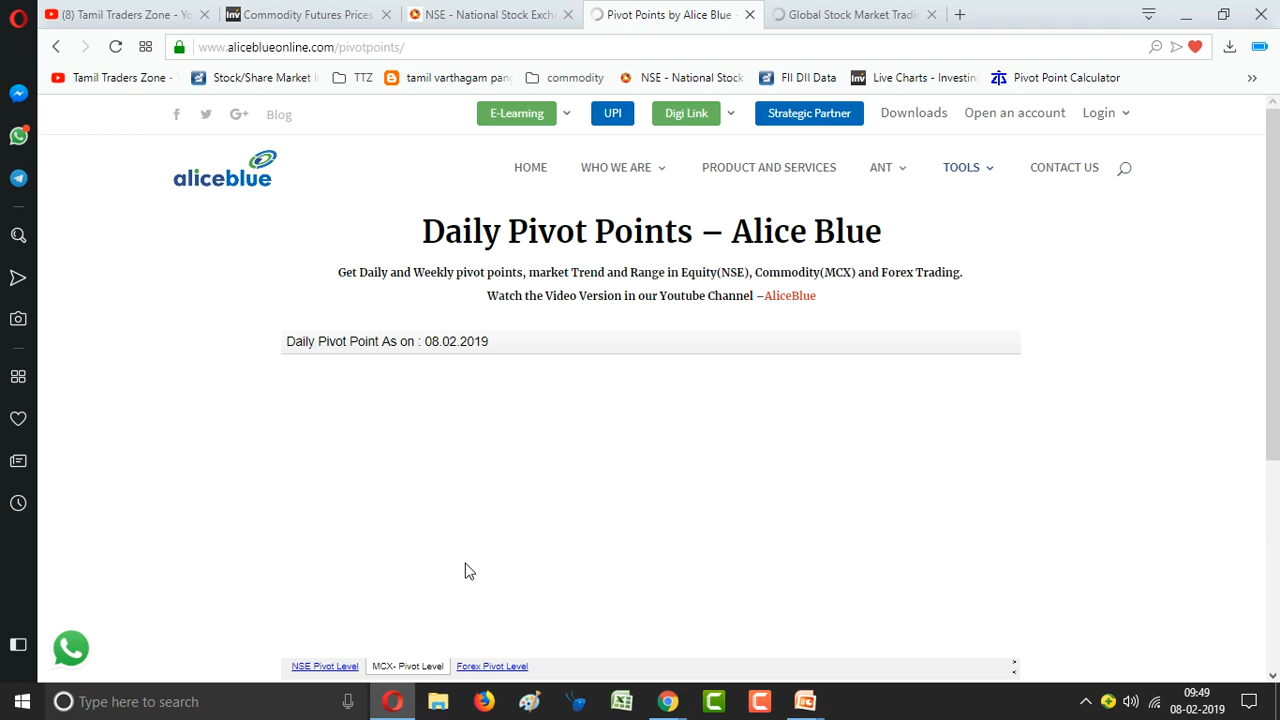 (8) Tamil Traders Zone - Yo
Commodity Futures Prices
NSE - National Stock Exch
Pivot Points by Alice Blue -
Global Stock Market Tradin
www.aliceblueonline.com/pivotpoints/
Tamil Traders Zone -
Stock/Share Market I
TTZ
tamil varthagam pang
commodity
NSE - National Stock
FII DII Data
Live Charts - Investin
Pivot Point Calculator
Blog
E-Learning
UPI
Digi Link
Strategic Partner
Downloads
Open an account
Login
aliceblue
HOME
WHO WE ARE
PRODUCT AND SERVICES
ANT
TOOLS
CONTACT US
Daily Pivot Points – Alice Blue
Get Daily and Weekly pivot points, market Trend and Range in Equity(NSE), Commodity(MCX) and Forex Trading.
Watch the Video Version in our Youtube Channel –AliceBlue
Daily Pivot Point As on : 08.02.2019
NSE Pivot Level
MCX- Pivot Level
Forex Pivot Level
Type here to search
09:49
08-02-2019